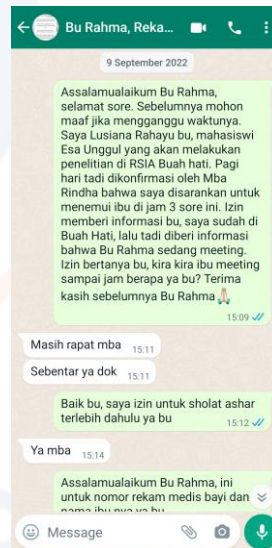 Bu Rahma, Reka...
9 September 2022
Assalamualaikum Bu Rahma,
selamat sore. Sebelumnya mohon
maaf jika mengganggu waktunya.
Saya Lusiana Rahayu bu, mahasiswi
Esa Unggul yang akan melakukan
penelitian di RSIA Buah hati. Pagi
hari tadi dikonfirmasi oleh Mba
Rindha bahwa saya disarankan untuk
menemui ibu di jam 3 sore ini. Izin
memberi informasi bu, saya sudah di
Buah Hati, lalu tadi diberi informasi
bahwa Bu Rahma sedang meeting.
Izin bertanya bu, kira kira ibu meeting
sampai jam berapa ya bu? Terima
kasih sebelumnya Bu Rahma 🙏🏻
15:09
Masih rapat mba 15:11
Sebentar ya dok 15:11
Baik bu, saya izin untuk sholat ashar
terlebih dahulu ya bu 15:12
Ya mba 15:14
Assalamualaikum Bu Rahma, ini
untuk nomor rekam medis bayi dan
nama ibu nya ya bu
Message